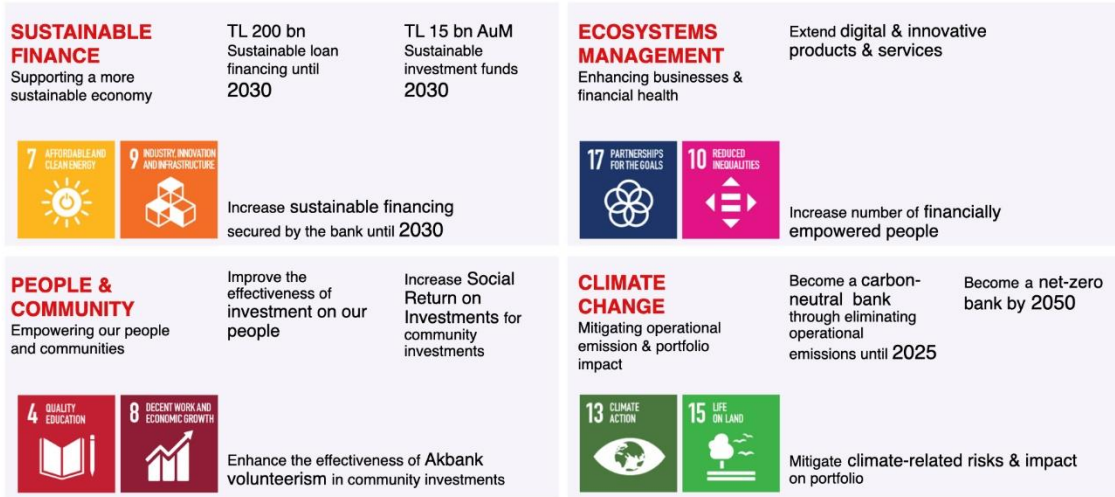 SUSTAINABLE
FINANCE
Supporting a more
sustainable economy
TL 200 bn
Sustainable loan
financing until
2030
TL 15 bn AuM
Sustainable
investment funds
2030
7 AFFORDABLE AND
CLEAN ENERGY
9 INDUSTRY, INNOVATION
AND INFRASTRUCTURE
Increase sustainable financing
secured by the bank until 2030
ECOSYSTEMS
MANAGEMENT
Enhancing businesses &
financial health
Extend digital & innovative
products & services
17 PARTNERSHIPS
FOR THE GOALS
10 REDUCED
INEQUALITIES
Increase number of financially
empowered people
PEOPLE &
COMMUNITY
Empowering our people
and communities
Improve the
effectiveness of
investment on our
people
Increase Social
Return on
Investments for
community
investments
4 QUALITY
EDUCATION
8 DECENT WORK AND
ECONOMIC GROWTH
Enhance the effectiveness of Akbank
volunteerism in community investments
CLIMATE
CHANGE
Mitigating operational
emission & portfolio
impact
Become a carbon-
neutral bank
through eliminating
operational
emissions until 2025
Become a net-zero
bank by 2050
13 CLIMATE
ACTION
15 LIFE
ON LAND
Mitigate climate-related risks & impact
on portfolio